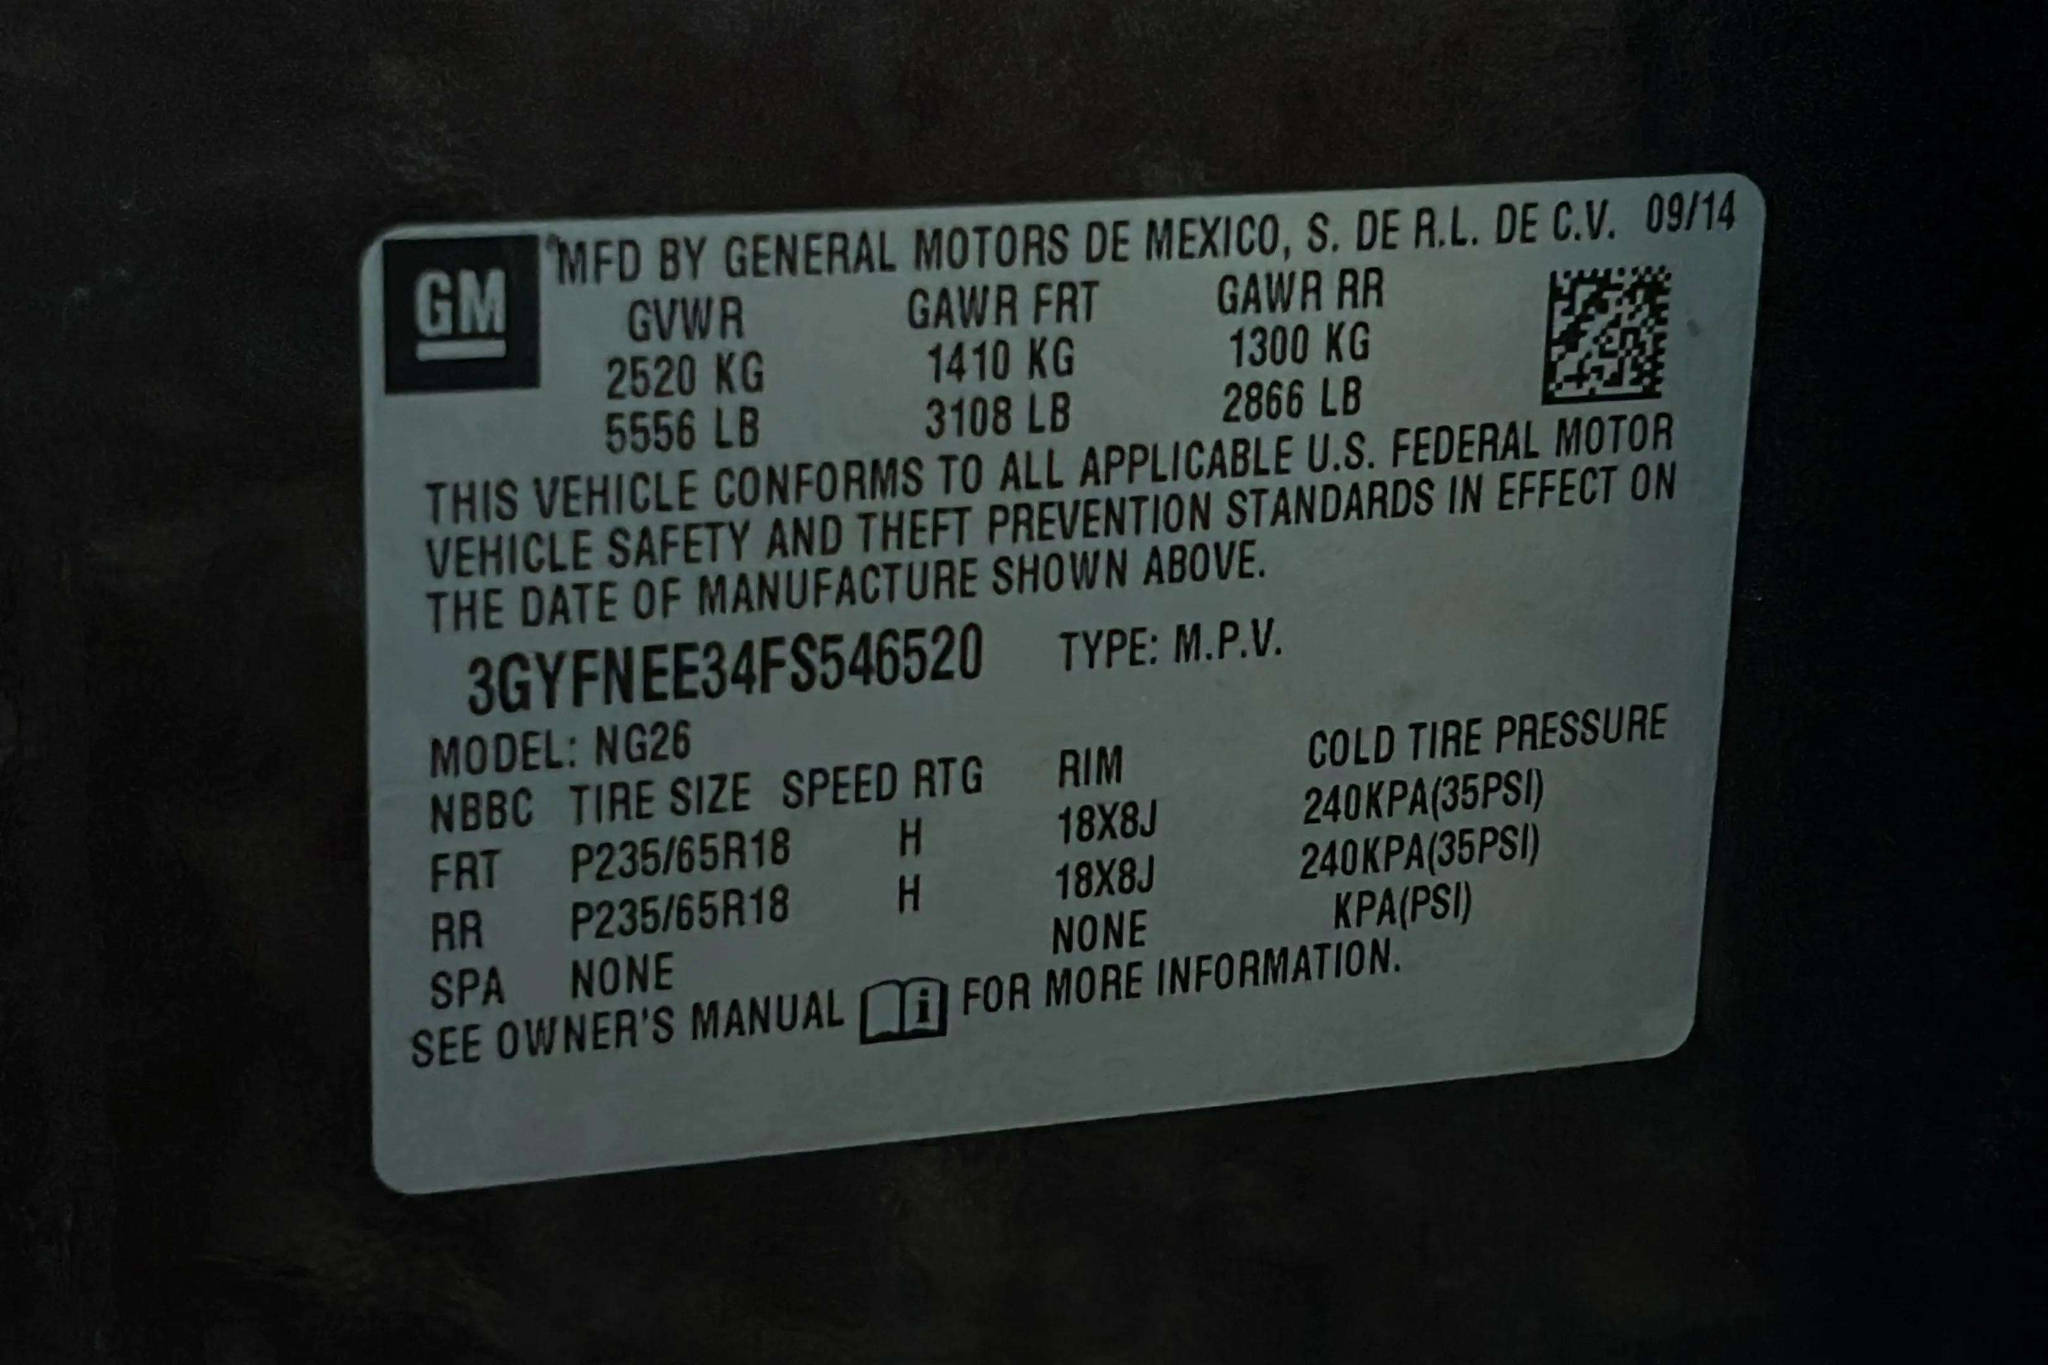 GM
MFD BY GENERAL MOTORS DE MEXICO, S. DE R.L. DE C.V. 09/14
GVWR GAWR FRT GAWR RR
2520 KG 1410 KG 1300 KG
5556 LB 3108 LB 2866 LB
THIS VEHICLE CONFORMS TO ALL APPLICABLE U.S. FEDERAL MOTOR
VEHICLE SAFETY AND THEFT PREVENTION STANDARDS IN EFFECT ON
THE DATE OF MANUFACTURE SHOWN ABOVE.
3GYFNEE34FS546520 TYPE: M.P.V.
MODEL: NG26
NBBC TIRE SIZE SPEED RTG RIM COLD TIRE PRESSURE
FRT P235/65R18 H 18X8J 240KPA(35PSI)
RR P235/65R18 H 18X8J 240KPA(35PSI)
SPA NONE NONE KPA(PSI)
SEE OWNER'S MANUAL i FOR MORE INFORMATION.